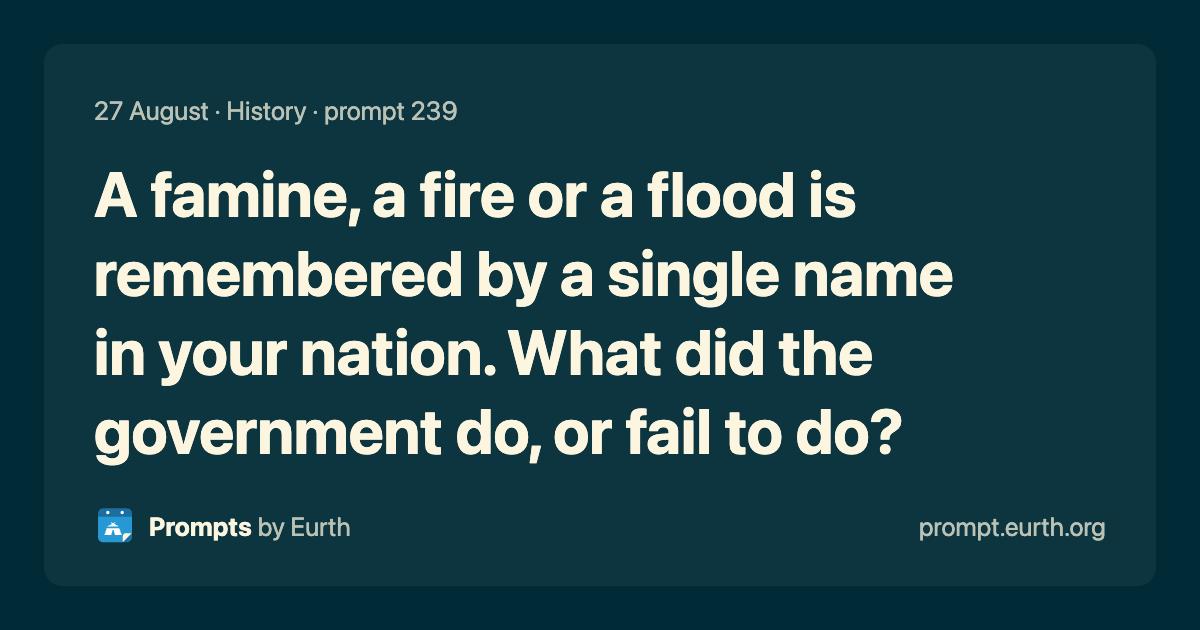 27 August · History · prompt 239
A famine, a fire or a flood is
remembered by a single name
in your nation. What did the
government do, or fail to do?
Prompts by Eurth
prompt.eurth.org